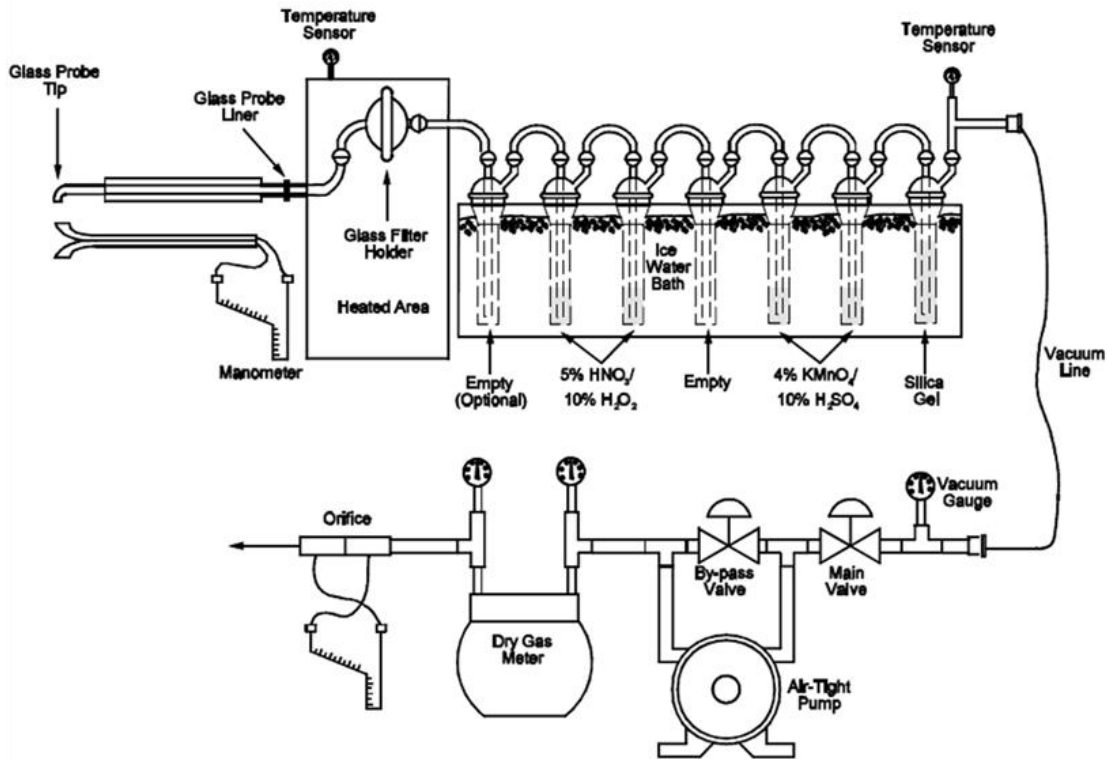 Temperature
Sensor
Temperature
Sensor
Glass Probe
Tip
Glass Probe
Liner
Glass Filter
Holder
Heated Area
Manometer
Ice
Water
Bath
Empty
(Optional)
5% HNO₃/
10% H₂O₂
Empty
4% KMnO₄/
10% H₂SO₄
Silica
Gel
Vacuum
Line
Vacuum
Gauge
Orifice
By-pass
Valve
Main
Valve
Dry Gas
Meter
Air-Tight
Pump